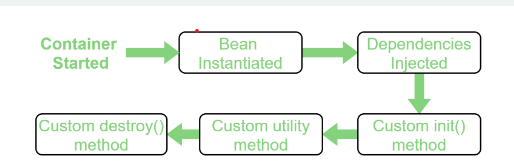 Container
Started
Bean
Instantiated
Dependencies
Injected
Custom init()
method
Custom utility
method
Custom destroy()
method